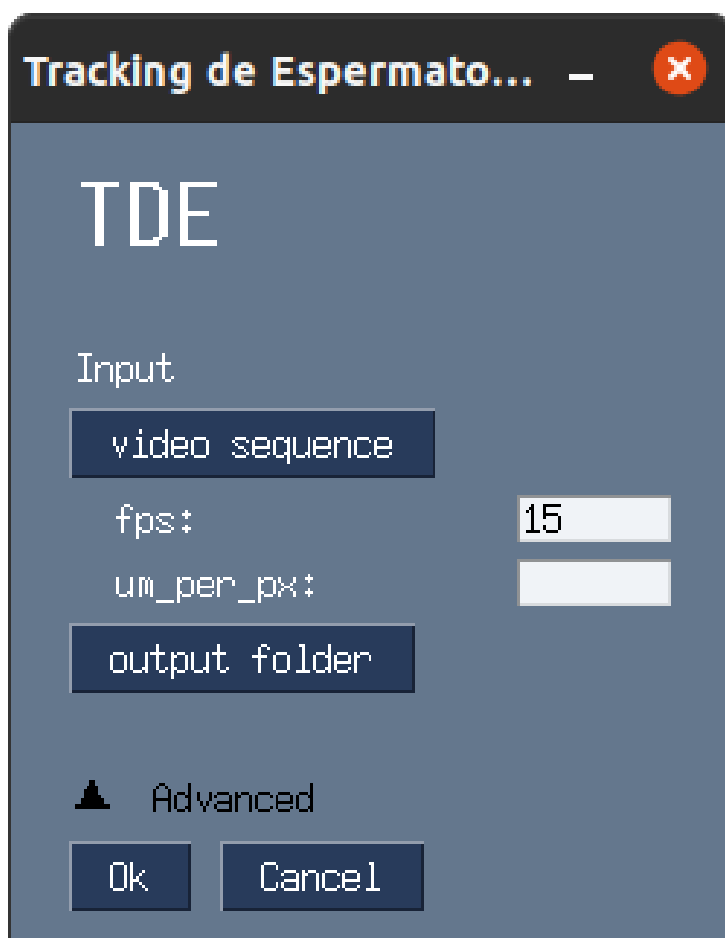 Tracking de Espermato...
TDE
Input
video sequence
fps: 15
um_per_px:
output folder
Advanced
Ok Cancel